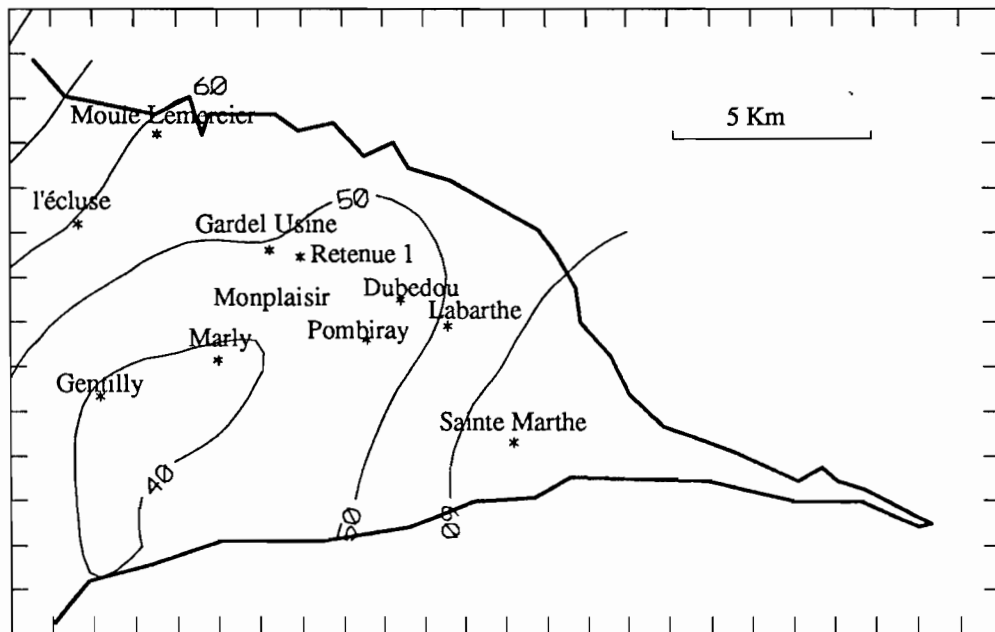 60
Moule Lemercier
5 Km
l'écluse
50
Gardel Usine
Retenue 1
Dubedou
Monplaisir
Labarthe
Pombiray
Marly
Gentilly
Sainte Marthe
40
50
60